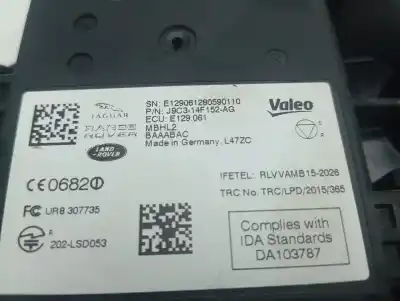 SN: E129061280590110
P/N: J9C3-14F152-AG
ECU: E129.061
MBHL2
BAAABAC
Made in Germany, L47ZC
JAGUAR
RANGE
ROVER
LAND-ROVER
Valeo
CE0682
IFETEL: RLVVAMB15-2026
TRC No. TRC/LPD/2015/365
FC UR8 307735
R
202-LSD053
Complies with
IDA Standards
DA103787